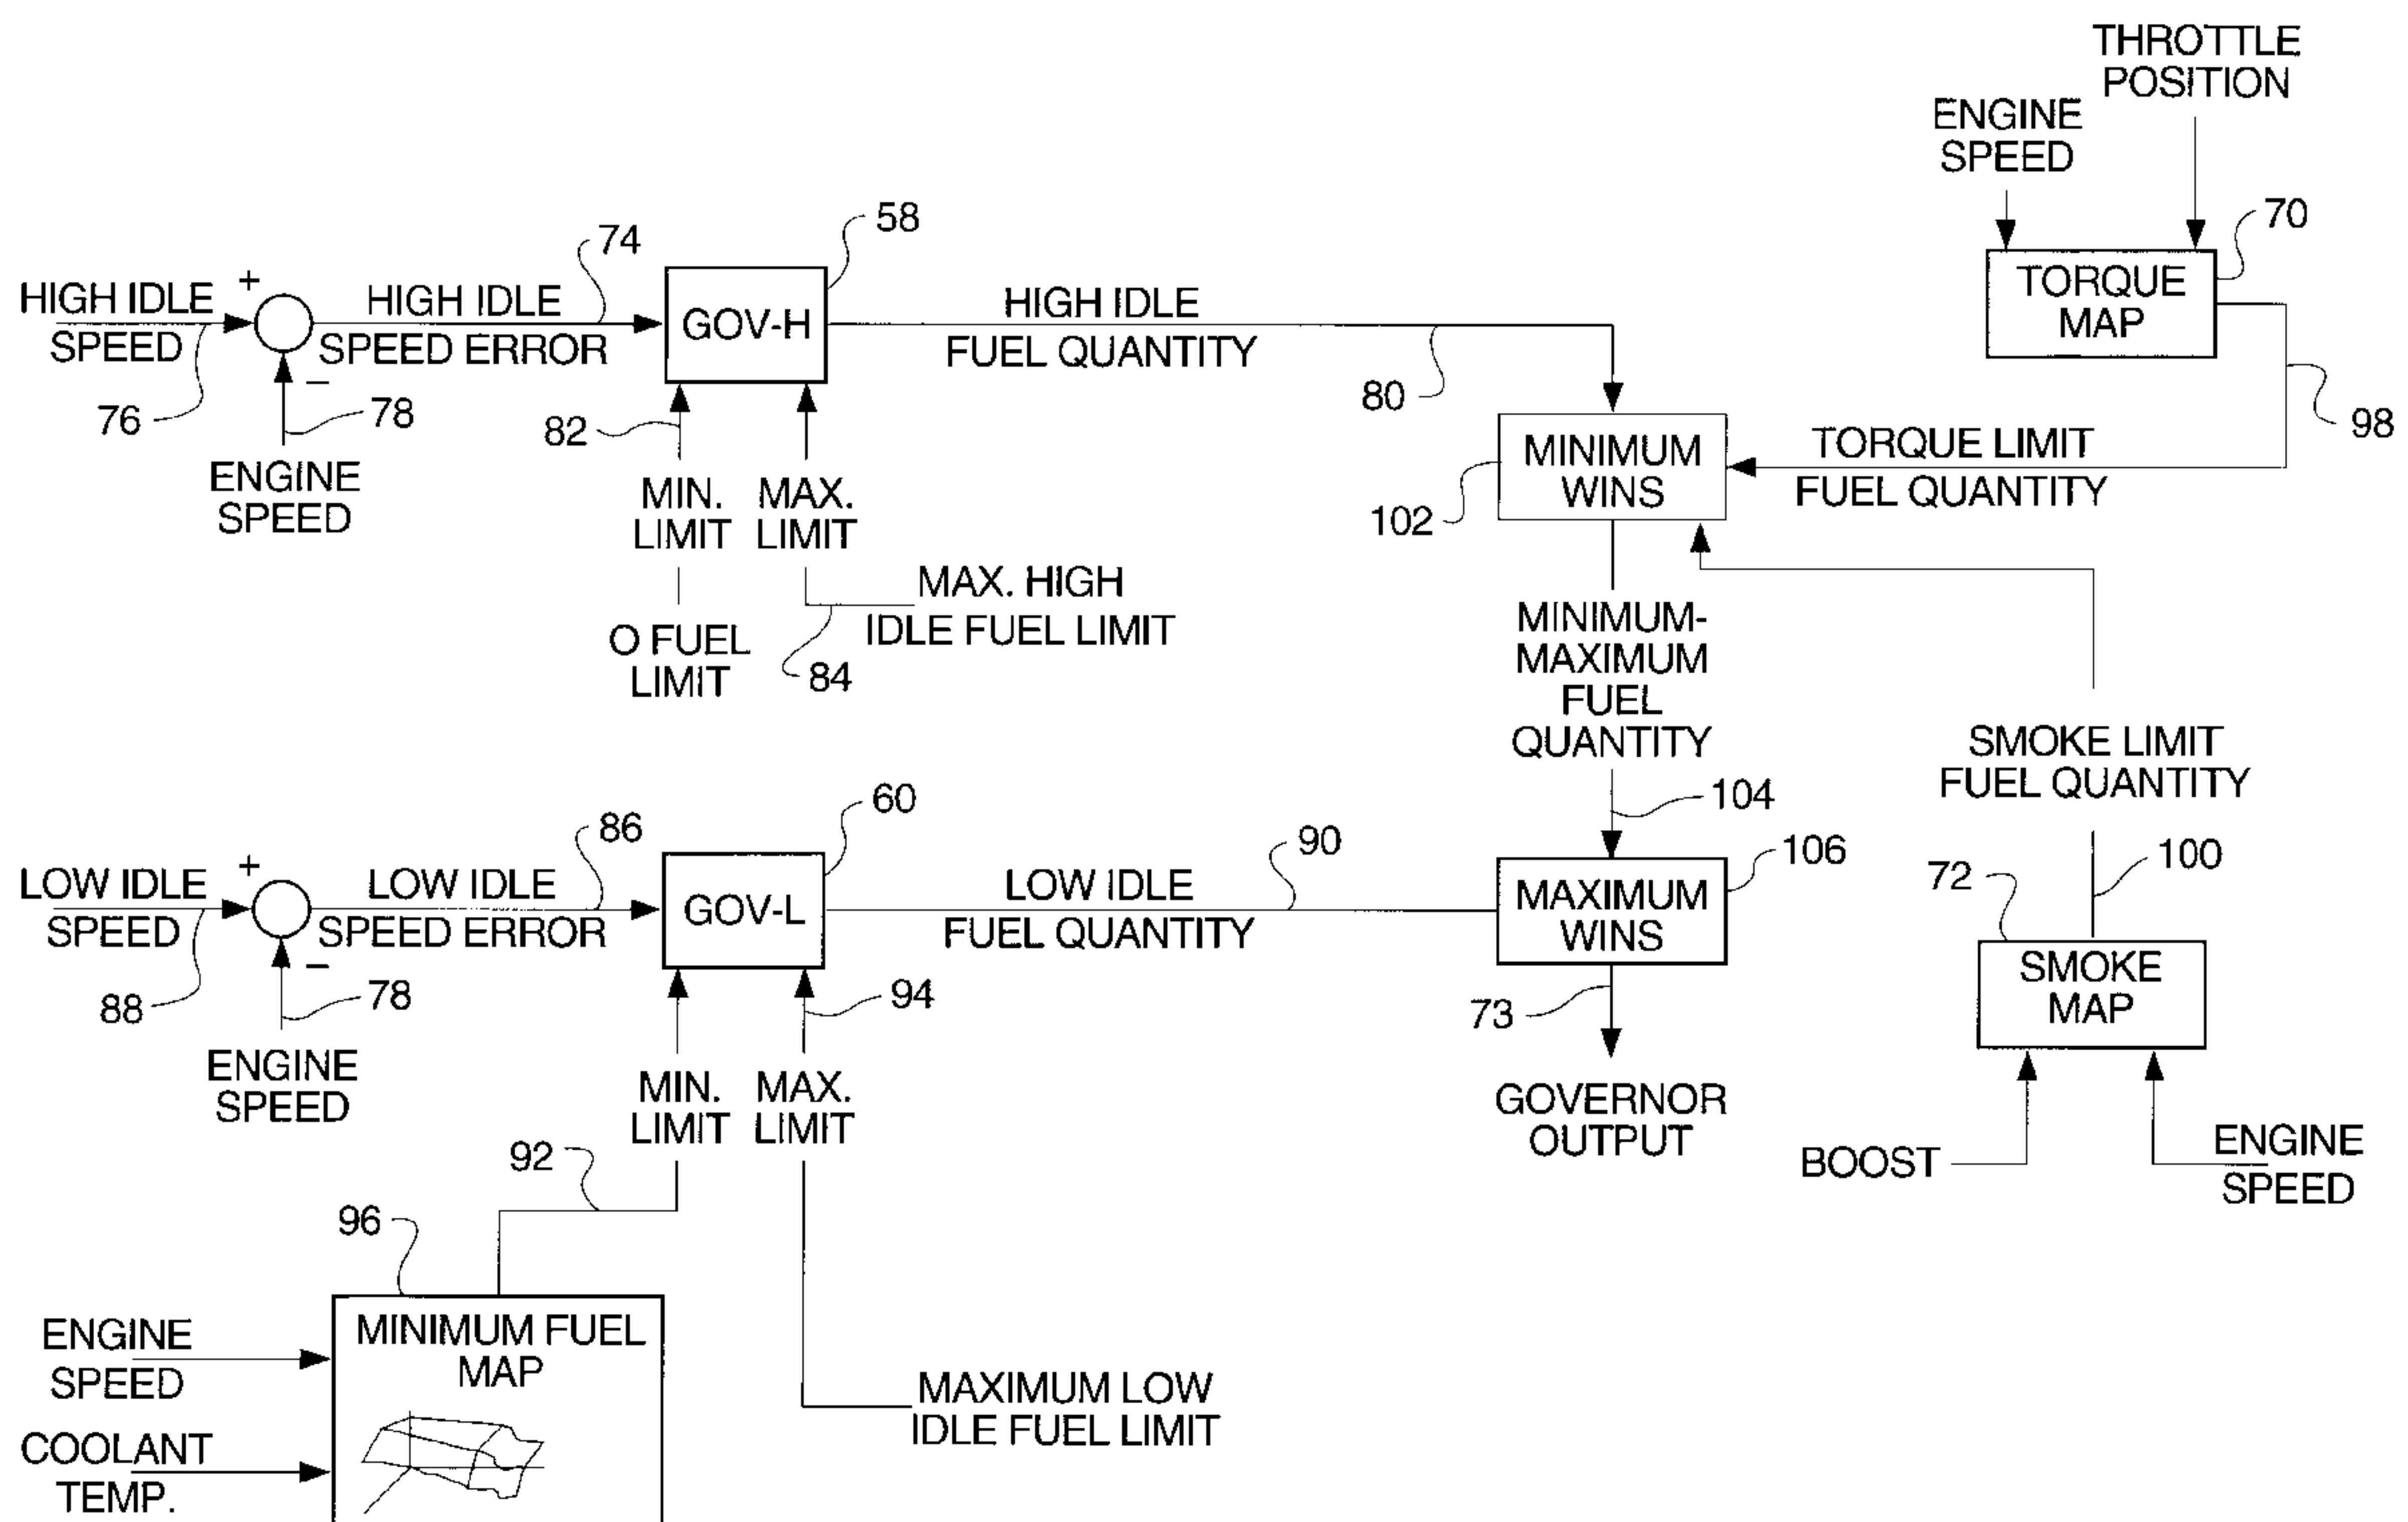 THROTTLE
POSITION
ENGINE
SPEED
70
TORQUE
MAP
98
58
74
HIGH IDLE
SPEED
+
76
HIGH IDLE
SPEED ERROR
GOV-H
HIGH IDLE
FUEL QUANTITY
80
–
78
ENGINE
SPEED
82
MIN.
LIMIT
MAX.
LIMIT
O FUEL
LIMIT
MAX. HIGH
IDLE FUEL LIMIT
84
MINIMUM
WINS
102
TORQUE LIMIT
FUEL QUANTITY
MINIMUM-
MAXIMUM
FUEL
QUANTITY
104
SMOKE LIMIT
FUEL QUANTITY
100
72
SMOKE
MAP
BOOST
ENGINE
SPEED
60
86
LOW IDLE
SPEED
+
88
LOW IDLE
SPEED ERROR
GOV-L
LOW IDLE
FUEL QUANTITY
90
MAXIMUM
WINS
106
73
GOVERNOR
OUTPUT
–
78
ENGINE
SPEED
94
MIN.
LIMIT
MAX.
LIMIT
92
96
ENGINE
SPEED
COOLANT
TEMP.
MINIMUM FUEL
MAP
MAXIMUM LOW
IDLE FUEL LIMIT